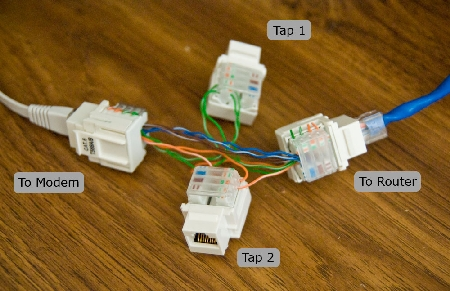 Tap 1
To Modem
To Router
Tap 2